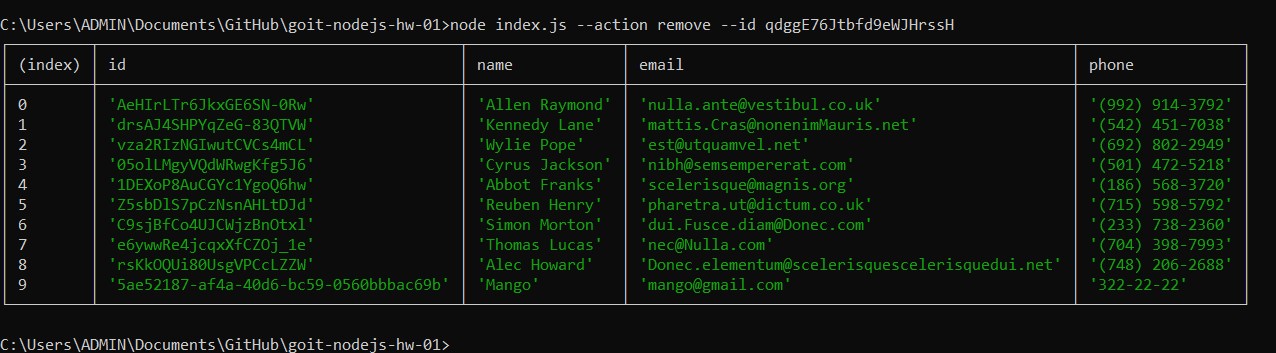 C:\Users\ADMIN\Documents\GitHub\goit-nodejs-hw-01>node index.js --action remove --id qdggE76Jtbfd9eWJHrssH
(index) id name email phone
0 'AeHIrLTr6JkxGE6SN-0Rw' 'Allen Raymond' 'nulla.ante@vestibul.co.uk' '(992) 914-3792'
1 'drsAJ4SHPYqZeG-83QTVW' 'Kennedy Lane' 'mattis.Cras@nonenimMauris.net' '(542) 451-7038'
2 'vza2RIzNGIwutCVCs4mCL' 'Wylie Pope' 'est@utquamvel.net' '(692) 802-2949'
3 '05olLMgyVQdWRwgKfg5J6' 'Cyrus Jackson' 'nibh@semsempererat.com' '(501) 472-5218'
4 '1DEXoP8AuCGYc1YgoQ6hw' 'Abbot Franks' 'scelerisque@magnis.org' '(186) 568-3720'
5 'Z5sbDlS7pCzNsnAHLtDJd' 'Reuben Henry' 'pharetra.ut@dictum.co.uk' '(715) 598-5792'
6 'C9sjBfCo4UJCWjzBnOtxl' 'Simon Morton' 'dui.Fusce.diam@Donec.com' '(233) 738-2360'
7 'e6ywwRe4jcqxXfCZOj_1e' 'Thomas Lucas' 'nec@Nulla.com' '(704) 398-7993'
8 'rsKkOQUi80UsgVPCcLZZW' 'Alec Howard' 'Donec.elementum@scelerisquescelerisquedui.net' '(748) 206-2688'
9 '5ae52187-af4a-40d6-bc59-0560bbbac69b' 'Mango' 'mango@gmail.com' '322-22-22'
C:\Users\ADMIN\Documents\GitHub\goit-nodejs-hw-01>